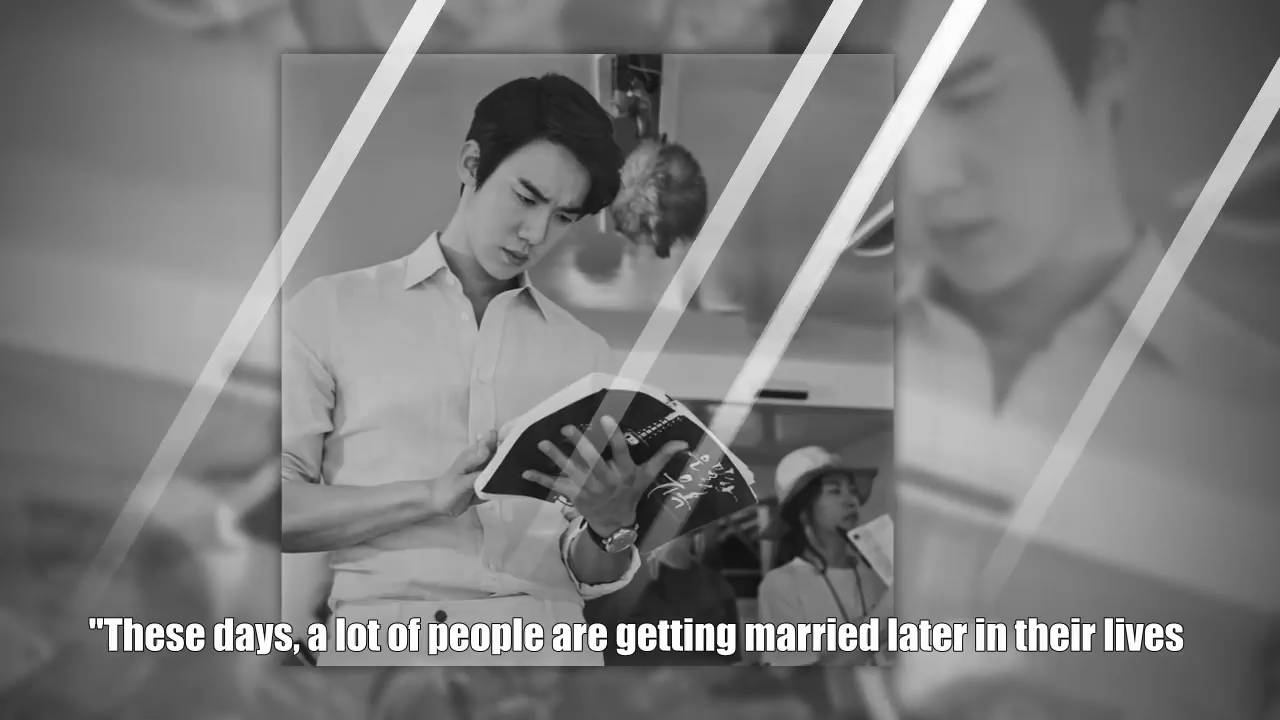 "These days, a lot of people are getting married later in their lives